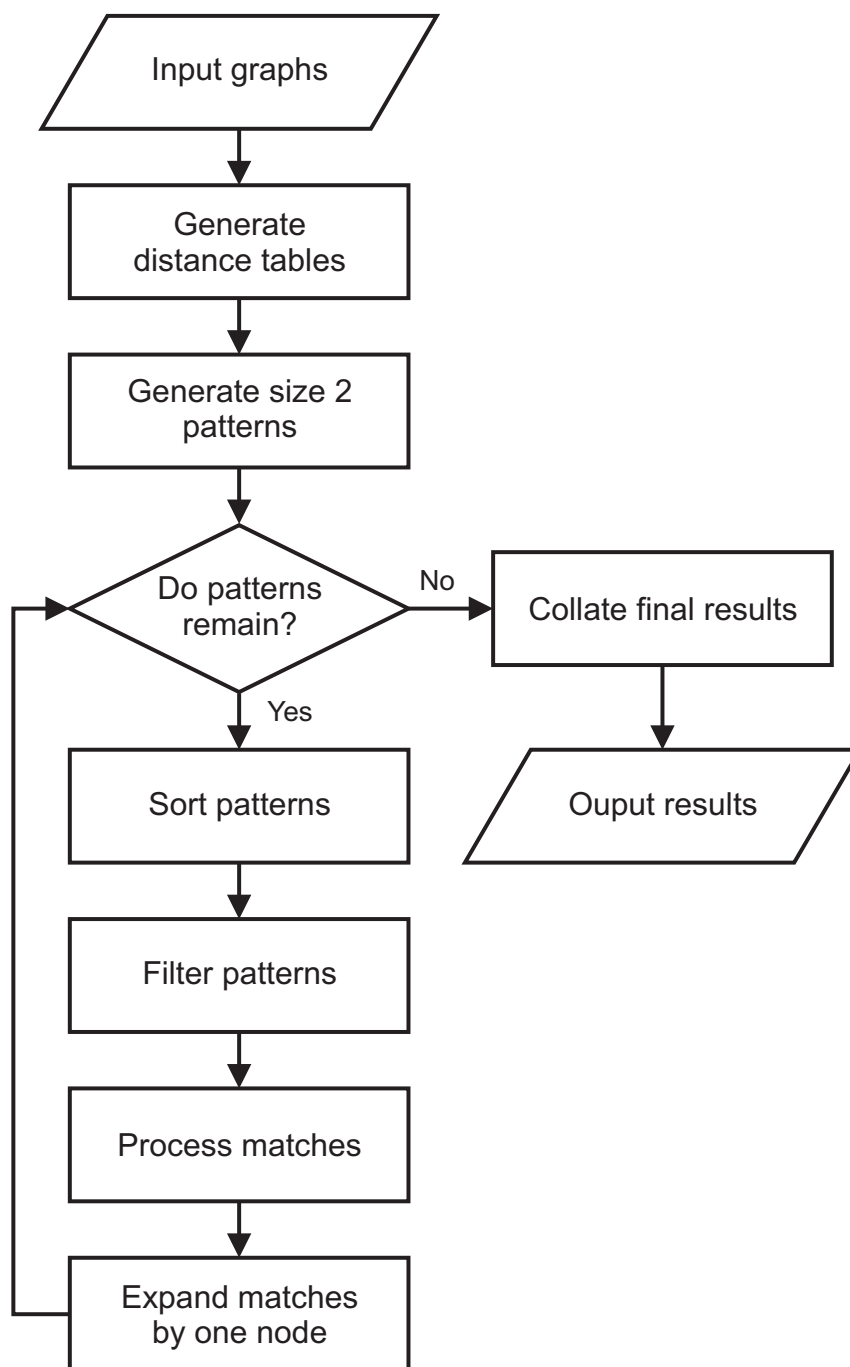 Input graphs
Generate
distance tables
Generate size 2
patterns
Do patterns
remain?
No
Collate final results
Yes
Sort patterns
Ouput results
Filter patterns
Process matches
Expand matches
by one node